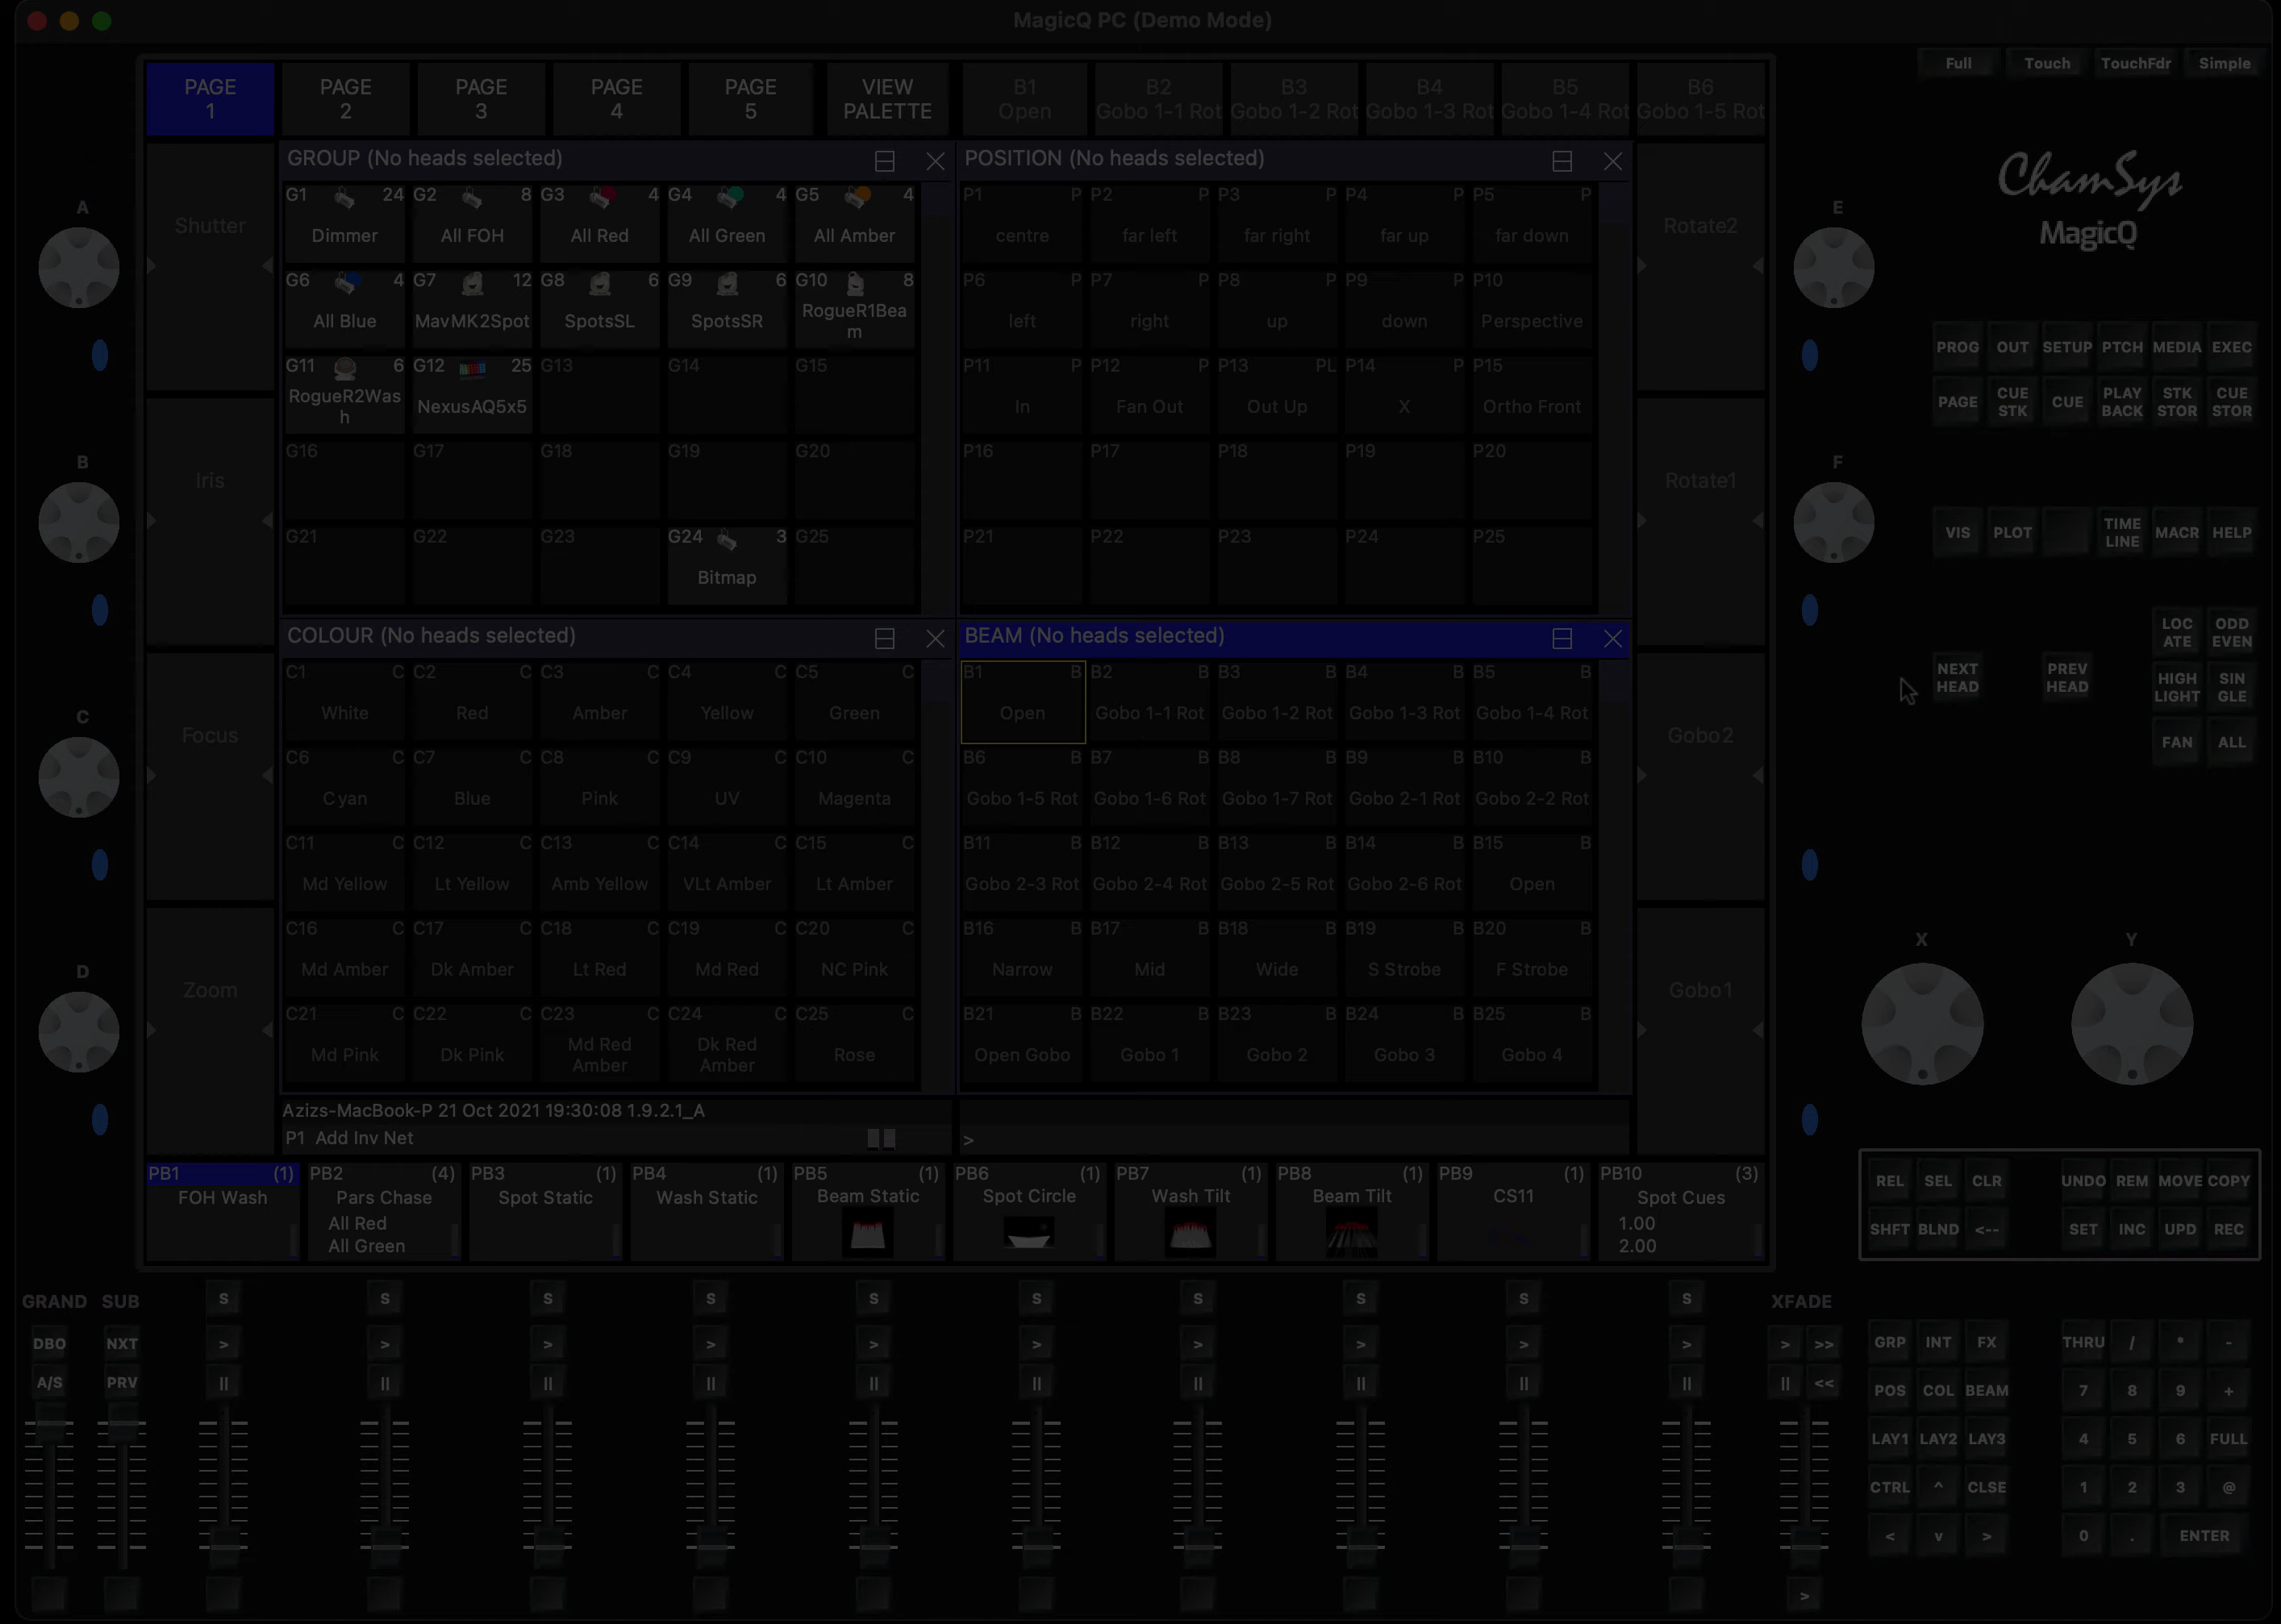 MagicQ PC (Demo Mode)
Full Touch TouchFdr Simple
PAGE 1 PAGE 2 PAGE 3 PAGE 4 PAGE 5 VIEW PALETTE B1 Open B2 Gobo 1-1 Rot B3 Gobo 1-2 Rot B4 Gobo 1-3 Rot B5 Gobo 1-4 Rot B6 Gobo 1-5 Rot
ChamSys
MagicQ
A
B
C
D
Shutter
Iris
Focus
Zoom
GROUP (No heads selected)
G1 24 G2 8 G3 4 G4 4 G5 4
Dimmer All FOH All Red All Green All Amber
G6 4 G7 12 G8 6 G9 6 G10 8
All Blue MavMK2Spot SpotsSL SpotsSR RogueR1Beam
G11 6 G12 25 G13 G14 G15
RogueR2Wash NexusAQ5x5
G16 G17 G18 G19 G20
G21 G22 G23 G24 3 G25
Bitmap
POSITION (No heads selected)
P1 P P2 P P3 P P4 P P5 P
centre far left far right far up far down
P6 P P7 P P8 P P9 P P10 P
left right up down Perspective
P11 P P12 P P13 PL P14 P P15 P
In Fan Out Out Up X Ortho Front
P16 P17 P18 P19 P20
P21 P22 P23 P24 P25
COLOUR (No heads selected)
C1 C C2 C C3 C C4 C C5 C
White Red Amber Yellow Green
C6 C C7 C C8 C C9 C C10 C
Cyan Blue Pink UV Magenta
C11 C C12 C C13 C C14 C C15 C
Md Yellow Lt Yellow Amb Yellow VLt Amber Lt Amber
C16 C C17 C C18 C C19 C C20 C
Md Amber Dk Amber Lt Red Md Red NC Pink
C21 C C22 C C23 C C24 C C25 C
Md Pink Dk Pink Md Red Amber Dk Red Amber Rose
BEAM (No heads selected)
B1 B B2 B B3 B B4 B B5 B
Open Gobo 1-1 Rot Gobo 1-2 Rot Gobo 1-3 Rot Gobo 1-4 Rot
B6 B B7 B B8 B B9 B B10 B
Gobo 1-5 Rot Gobo 1-6 Rot Gobo 1-7 Rot Gobo 2-1 Rot Gobo 2-2 Rot
B11 B B12 B B13 B B14 B B15 B
Gobo 2-3 Rot Gobo 2-4 Rot Gobo 2-5 Rot Gobo 2-6 Rot Open
B16 B B17 B B18 B B19 B B20 B
Narrow Mid Wide S Strobe F Strobe
B21 B B22 B B23 B B24 B B25 B
Open Gobo Gobo 1 Gobo 2 Gobo 3 Gobo 4
Rotate2
Rotate1
Gobo2
Gobo1
E
F
X Y
PROG OUT SETUP PTCH MEDIA EXEC
PAGE CUE STK CUE PLAY BACK STK STOR CUE STOR
VIS PLOT TIME LINE MACR HELP
LOCATE ODD EVEN
NEXT HEAD PREV HEAD HIGH LIGHT SINGLE
FAN ALL
Azizs-MacBook-P 21 Oct 2021 19:30:08 1.9.2.1_A
P1 Add Inv Net
>
PB1 (1) PB2 (4) PB3 (1) PB4 (1) PB5 (1) PB6 (1) PB7 (1) PB8 (1) PB9 (1) PB10 (3)
FOH Wash Pars Chase Spot Static Wash Static Beam Static Spot Circle Wash Tilt Beam Tilt CS11 Spot Cues
All Red 1.00
All Green 2.00
REL SEL CLR UNDO REM MOVE COPY
SHFT BLND <-- SET INC UPD REC
GRAND SUB S S S S S S S S S S XFADE
DBO NXT > > > > > > > > > > > >>
A/S PRV || || || || || || || || || || || <<
>
GRP INT FX THRU / * -
POS COL BEAM 7 8 9 +
LAY1 LAY2 LAY3 4 5 6 FULL
CTRL ^ CLSE 1 2 3 @
< v > 0 . ENTER